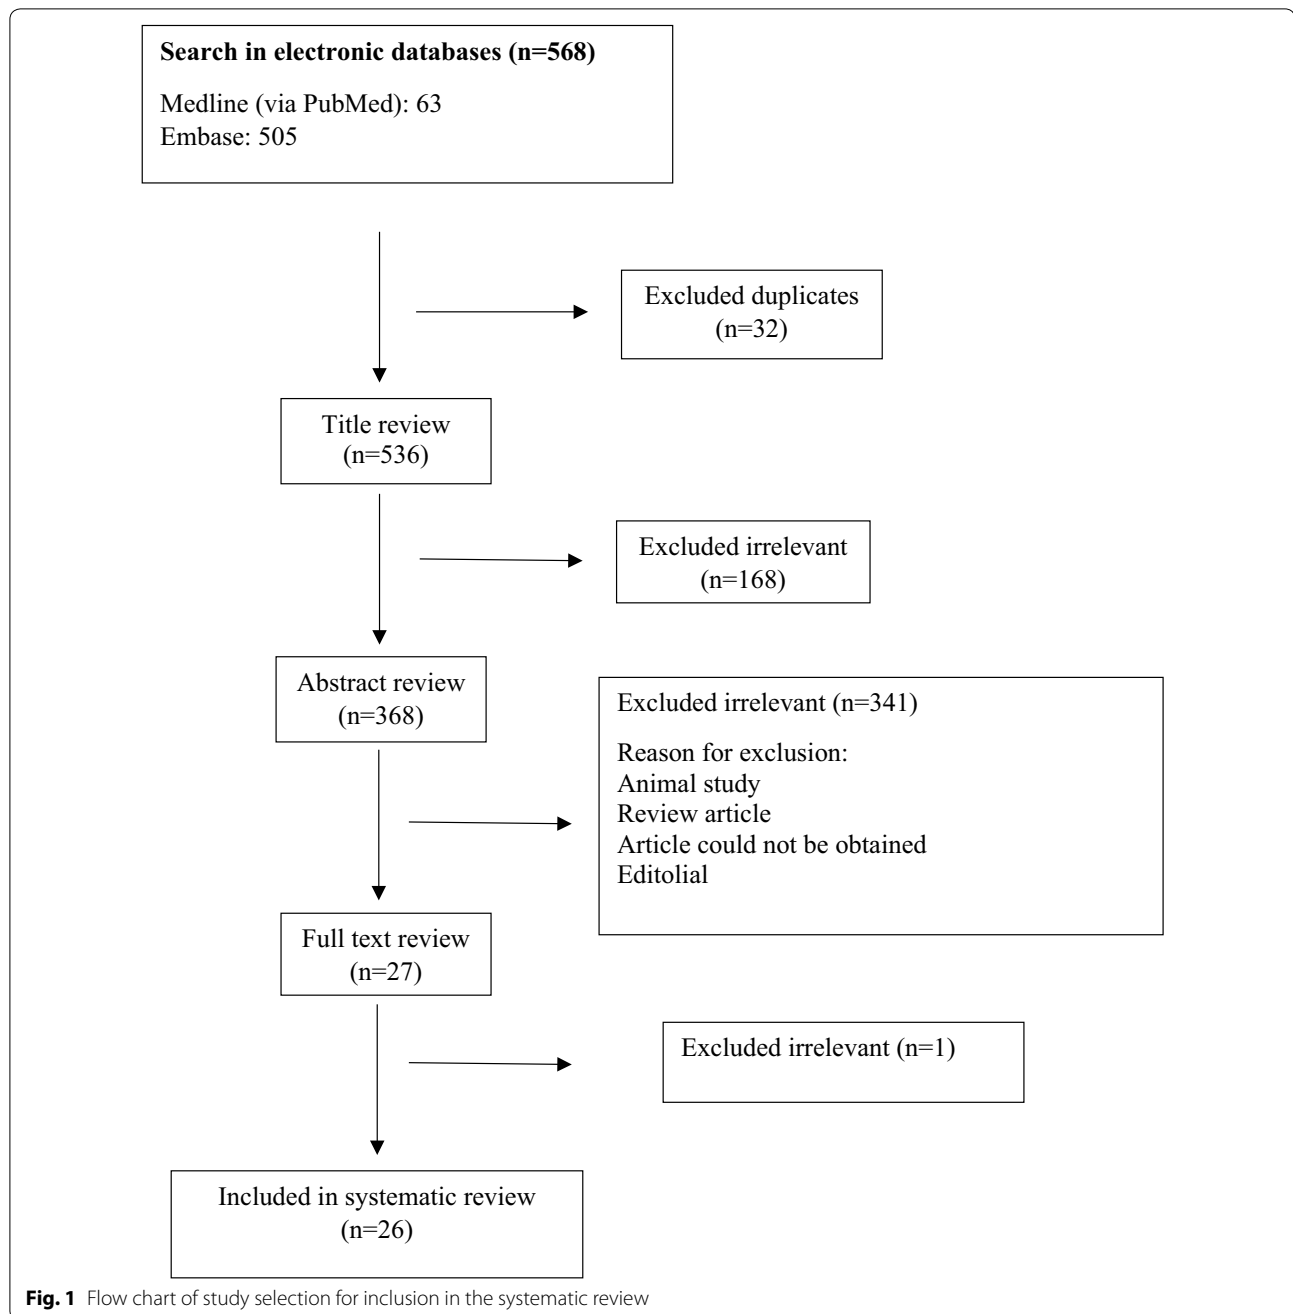 Search in electronic databases (n=568)
Medline (via PubMed): 63
Embase: 505
Excluded duplicates
(n=32)
Title review
(n=536)
Excluded irrelevant
(n=168)
Abstract review
(n=368)
Excluded irrelevant (n=341)
Reason for exclusion:
Animal study
Review article
Article could not be obtained
Editolial
Full text review
(n=27)
Excluded irrelevant (n=1)
Included in systematic review
(n=26)
Fig. 1 Flow chart of study selection for inclusion in the systematic review